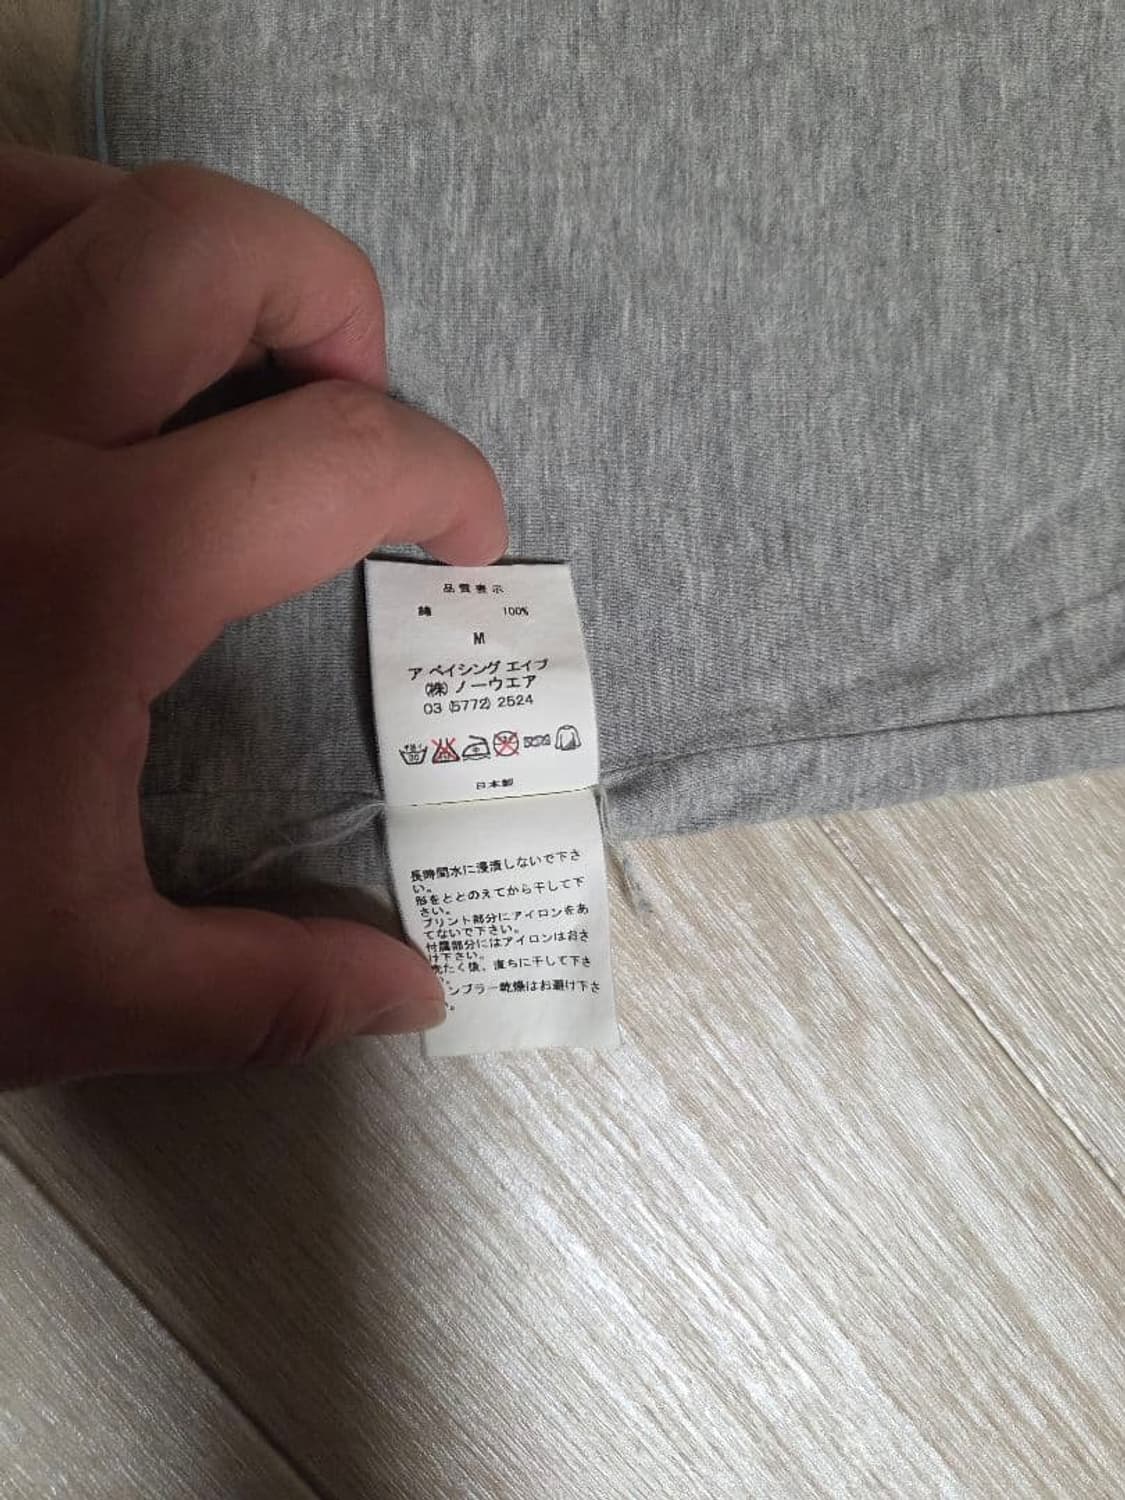 品質表示
綿 100%
M
ア ベイシング エイプ
(株) ノーウエア
03 (5772) 2524
日本製
長時間水に浸漬しないで下さ
い。
形をととのえてから干して下
さい。
プリント部分にアイロンをあ
てないで下さい。
付属部分にはアイロンはおさ
け下さい。
たく後、直ちに干して下さ
ンブラー乾燥はお避け下さ